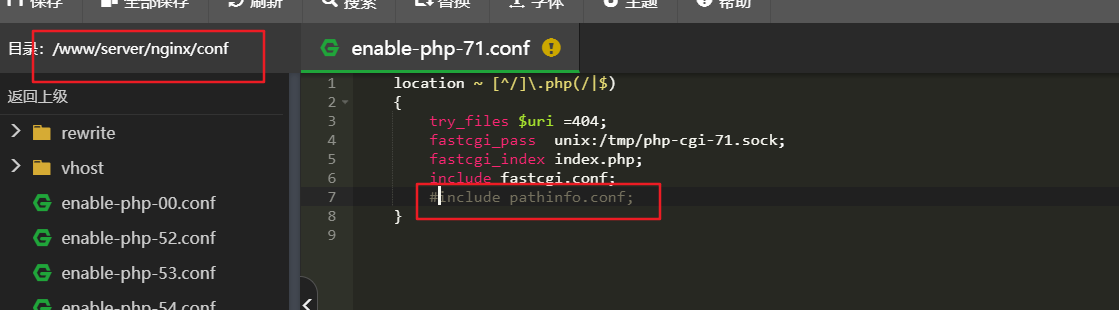 保存 全部保存 刷新 搜索 替换 字体 主题 帮助
目录: /www/server/nginx/conf
enable-php-71.conf
返回上级
rewrite
vhost
enable-php-00.conf
enable-php-52.conf
enable-php-53.conf
enable-php-54.conf
1 location ~ [^/]\.php(/|$)
2 {
3 try_files $uri =404;
4 fastcgi_pass  unix:/tmp/php-cgi-71.sock;
5 fastcgi_index index.php;
6 include fastcgi.conf;
7 #include pathinfo.conf;
8 }
9